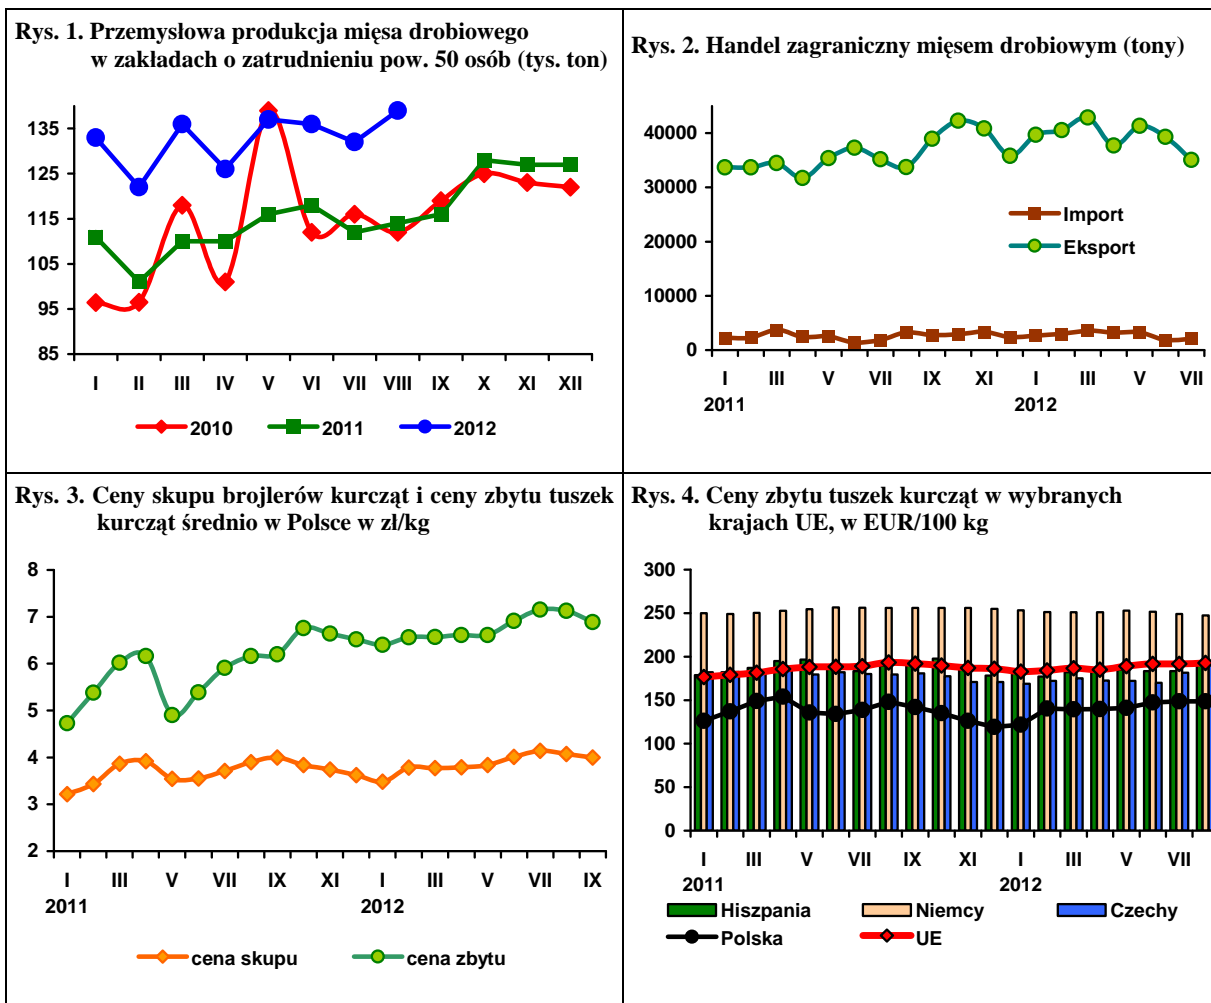 Rys. 1. Przemysłowa produkcja mięsa drobiowego
w zakładach o zatrudnieniu pow. 50 osób (tys. ton)
135
125
115
105
95
85
I II III IV V VI VII VIII IX X XI XII
2010 2011 2012
Rys. 2. Handel zagraniczny mięsem drobiowym (tony)
40000
30000
20000
10000
0
Import
Eksport
I III V VII IX XI I III V VII
2011 2012
Rys. 3. Ceny skupu brojlerów kurcząt i ceny zbytu tuszek
kurcząt średnio w Polsce w zł/kg
8
7
6
5
4
3
2
I III V VII IX XI I III V VII IX
2011 2012
cena skupu cena zbytu
Rys. 4. Ceny zbytu tuszek kurcząt w wybranych
krajach UE, w EUR/100 kg
300
250
200
150
100
50
0
I III V VII IX XI I III V VII
2011 2012
Hiszpania Niemcy Czechy
Polska UE